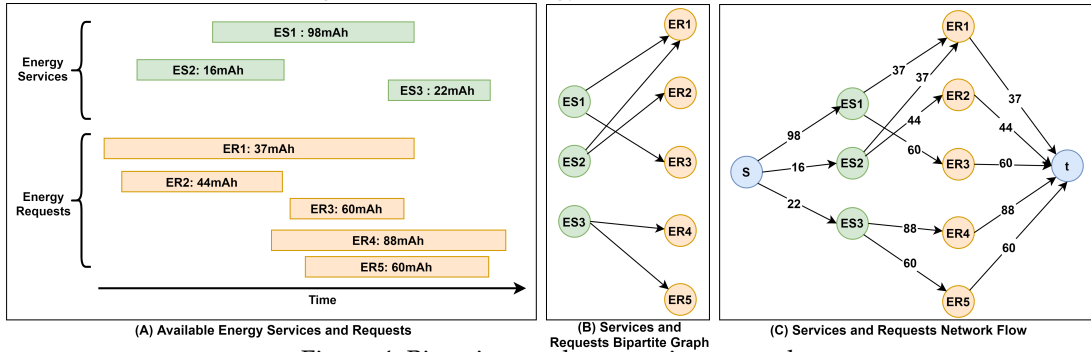 Energy
Services
ES1 : 98mAh
ES2: 16mAh
ES3 : 22mAh
Energy
Requests
ER1: 37mAh
ER2: 44mAh
ER3: 60mAh
ER4: 88mAh
ER5: 60mAh
Time
(A) Available Energy Services and Requests
ER1
ES1
ER2
ES2
ER3
ES3
ER4
ER5
(B) Services and
Requests Bipartite Graph
ER1
37
37
37
ES1
ER2
98
44
44
60
S
16
ES2
ER3
60
t
22
ES3
88
ER4
88
60
60
ER5
(C) Services and Requests Network Flow